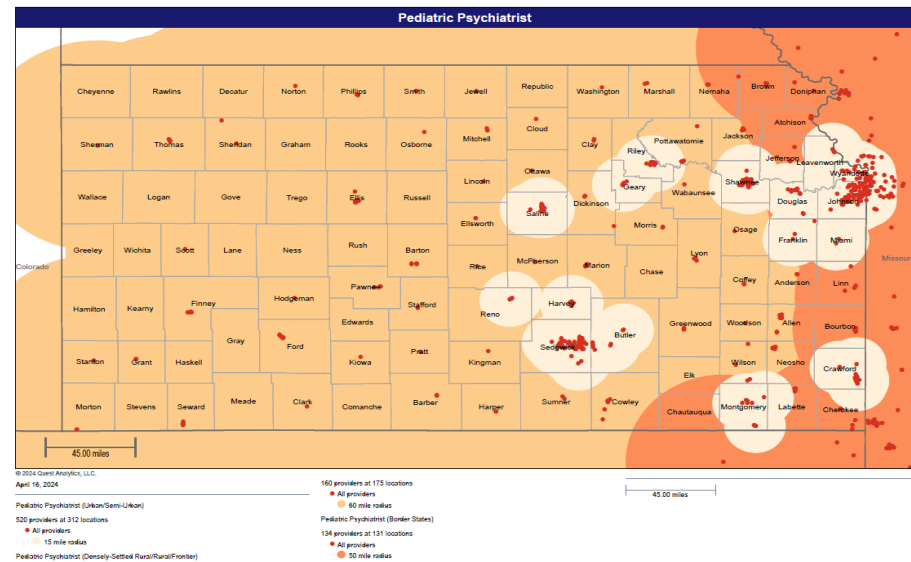 Pediatric Psychiatrist
Cheyenne Rawlins Decatur Norton Phillips Smith Jewell Republic Washington Marshall Nemaha Brown Doniphan
Atchison
Sherman Thomas Sheridan Graham Rooks Osborne Mitchell Cloud Clay Riley Pottawatomie Jackson Jefferson Leavenworth
Wyandotte
Wallace Logan Gove Trego Ellis Russell Lincoln Ottawa Saline Dickinson Geary Wabaunsee Shawnee Douglas Johnson
Greeley Wichita Scott Lane Ness Rush Barton Ellsworth McPherson Marion Morris Chase Lyon Osage Franklin Miami
Colorado
Missouri
Hamilton Kearny Finney Hodgeman Pawnee Stafford Rice Reno Harvey Butler Greenwood Coffey Anderson Linn
Edwards
Gray Ford Woodson Allen Bourbon
Stanton Grant Haskell Kiowa Pratt Kingman Sedgwick Elk Wilson Neosho Crawford
Morton Stevens Seward Meade Clark Comanche Barber Harper Sumner Cowley Chautauqua Montgomery Labette Cherokee
45.00 miles
© 2024 Quest Analytics, LLC.
April 16, 2024
Pediatric Psychiatrist (Urban/Semi-Urban)
520 providers at 312 locations
All providers
15 mile radius
Pediatric Psychiatrist (Densely-Settled Rural/Rural/Frontier)
160 providers at 175 locations
All providers
60 mile radius
Pediatric Psychiatrist (Border States)
134 providers at 131 locations
All providers
50 mile radius
45.00 miles